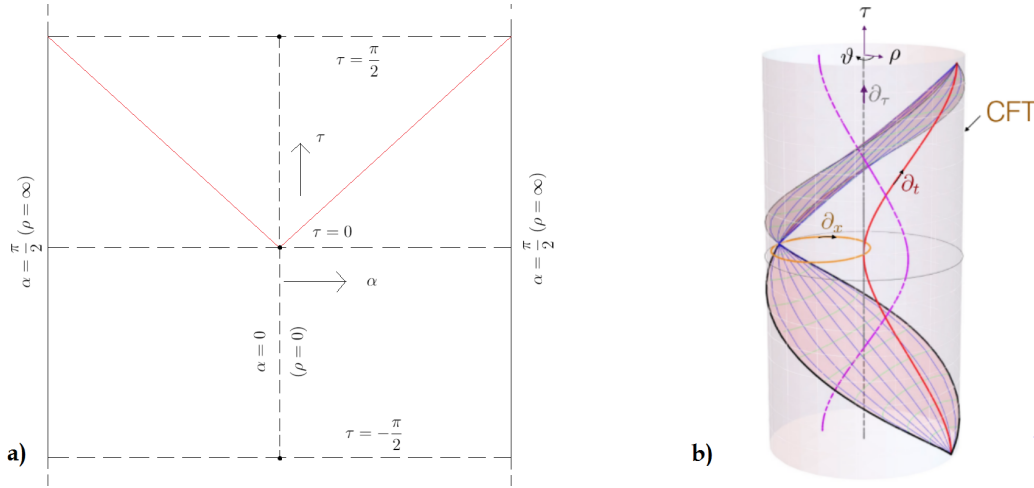 τ = π/2
τ
τ = 0
α
α = π/2 (ρ = ∞)
α = π/2 (ρ = ∞)
α = 0
(ρ = 0)
τ = −π/2
a)
τ
ϑ
ρ
∂τ
CFT
∂t
∂x
b)